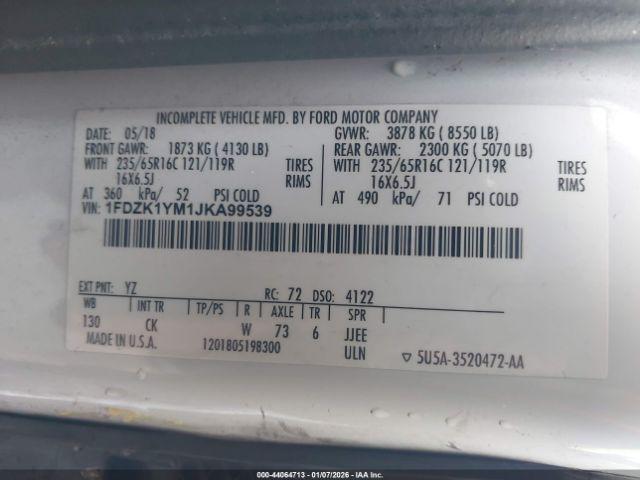 INCOMPLETE VEHICLE MFD. BY FORD MOTOR COMPANY
DATE: 05/18 GVWR: 3878 KG ( 8550 LB)
FRONT GAWR: 1873 KG ( 4130 LB) REAR GAWR: 2300 KG ( 5070 LB)
WITH 235/65R16C 121/119R TIRES WITH 235/65R16C 121/119R TIRES
16X6.5J RIMS 16X6.5J RIMS
AT 360 kPa/ 52 PSI COLD AT 490 kPa/ 71 PSI COLD
VIN: 1FDZK1YM1JKA99539
EXT PNT: YZ RC: 72 DSO: 4122
WB INT TR TP/PS R AXLE TR SPR
130 CK W 73 6 JJEE
MADE IN U.S.A. 1201805198300 ULN ▽ 5U5A-3520472-AA
000-44064713 - 01/07/2026 - IAAI.COM